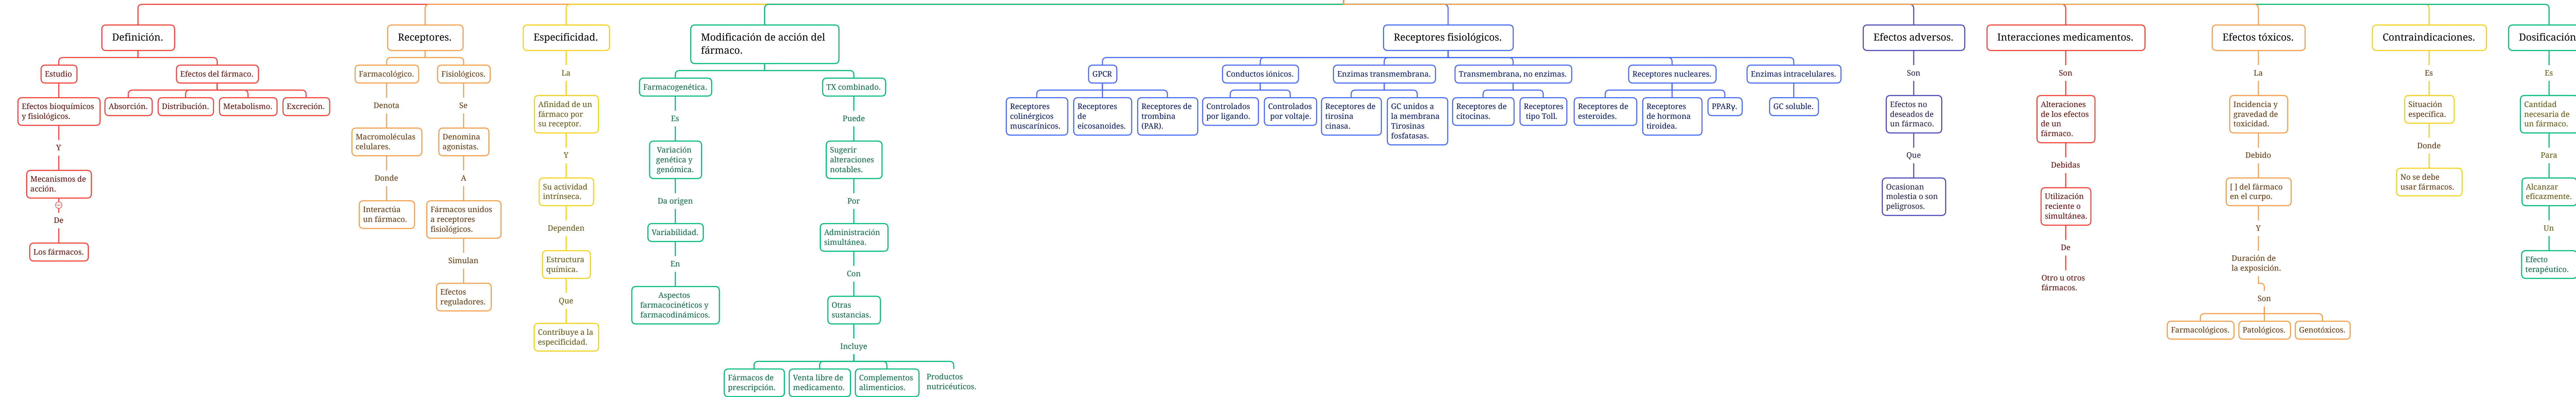 Definición.
Estudio
Efectos del fármaco.
Efectos bioquímicos
y fisiológicos.
Absorción.
Distribución.
Metabolismo.
Excreción.
Y
Mecanismos de
acción.
De
Los fármacos.
Receptores.
Farmacológico.
Fisiológicos.
Denota
Se
Macromoléculas
celulares.
Denomina
agonistas.
Donde
A
Interactúa
un fármaco.
Fármacos unidos
a receptores
fisiológicos.
Simulan
Efectos
reguladores.
Especificidad.
La
Afinidad de un
fármaco por
su receptor.
Y
Su actividad
intrínseca.
Dependen
Estructura
química.
Que
Contribuye a la
especificidad.
Modificación de acción del
fármaco.
Farmacogenética.
TX combinado.
Es
Puede
Variación
genética y
genómica.
Sugerir
alteraciones
notables.
Da origen
Por
Variabilidad.
Administración
simultánea.
En
Con
Aspectos
farmacocinéticos y
farmacodinámicos.
Otras
sustancias.
Incluye
Fármacos de
prescripción.
Venta libre de
medicamento.
Complementos
alimenticios.
Productos
nutricéuticos.
Receptores fisiológicos.
GPCR
Conductos iónicos.
Enzimas transmembrana.
Transmembrana, no enzimas.
Receptores nucleares.
Enzimas intracelulares.
Receptores
colinérgicos
muscarínicos.
Receptores
de
eicosanoides.
Receptores de
trombina
(PAR).
Controlados
por ligando.
Controlados
por voltaje.
Receptores de
tirosina
cinasa.
GC unidos a
la membrana
Tirosinas
fosfatasas.
Receptores de
citocinas.
Receptores
tipo Toll.
Receptores de
esteroides.
Receptores
de hormona
tiroidea.
PPARγ.
GC soluble.
Efectos adversos.
Son
Efectos no
deseados de
un fármaco.
Que
Ocasionan
molestia o son
peligrosos.
Interacciones medicamentos.
Son
Alteraciones
de los efectos
de un
fármaco.
Debidas
Utilización
reciente o
simultánea.
De
Otro u otros
fármacos.
Efectos tóxicos.
La
Incidencia y
gravedad de
toxicidad.
Debido
[ ] del fármaco
en el curpo.
Y
Duración de
la exposición.
Son
Farmacológicos.
Patológicos.
Genotóxicos.
Contraindicaciones.
Es
Situación
específica.
Donde
No se debe
usar fármacos.
Dosificación
Es
Cantidad
necesaria de
un fármaco.
Para
Alcanzar
eficazmente.
Un
Efecto
terapéutico.